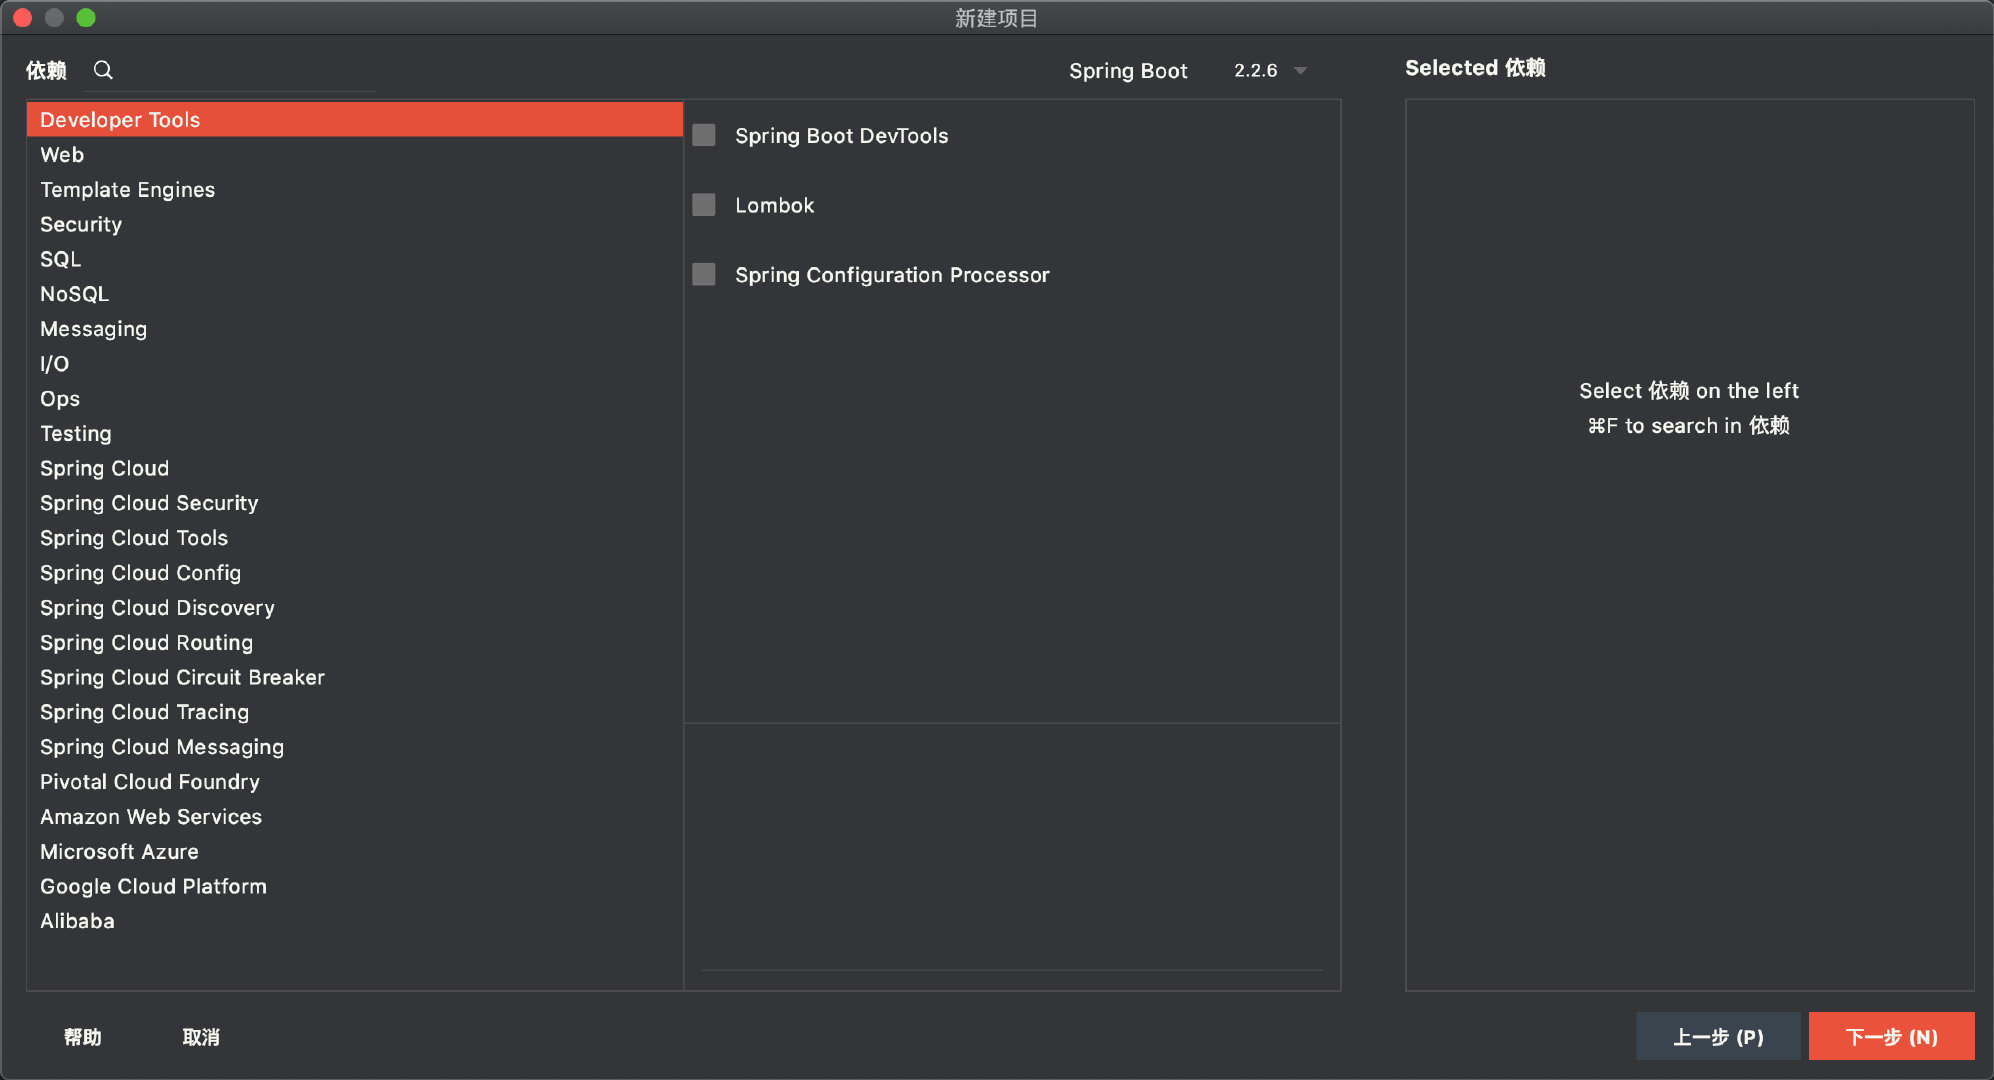 新建项目
依赖
Spring Boot 2.2.6
Selected 依赖
Developer Tools
Web
Template Engines
Security
SQL
NoSQL
Messaging
I/O
Ops
Testing
Spring Cloud
Spring Cloud Security
Spring Cloud Tools
Spring Cloud Config
Spring Cloud Discovery
Spring Cloud Routing
Spring Cloud Circuit Breaker
Spring Cloud Tracing
Spring Cloud Messaging
Pivotal Cloud Foundry
Amazon Web Services
Microsoft Azure
Google Cloud Platform
Alibaba
Spring Boot DevTools
Lombok
Spring Configuration Processor
Select 依赖 on the left
⌘F to search in 依赖
帮助
取消
上一步 (P)
下一步 (N)